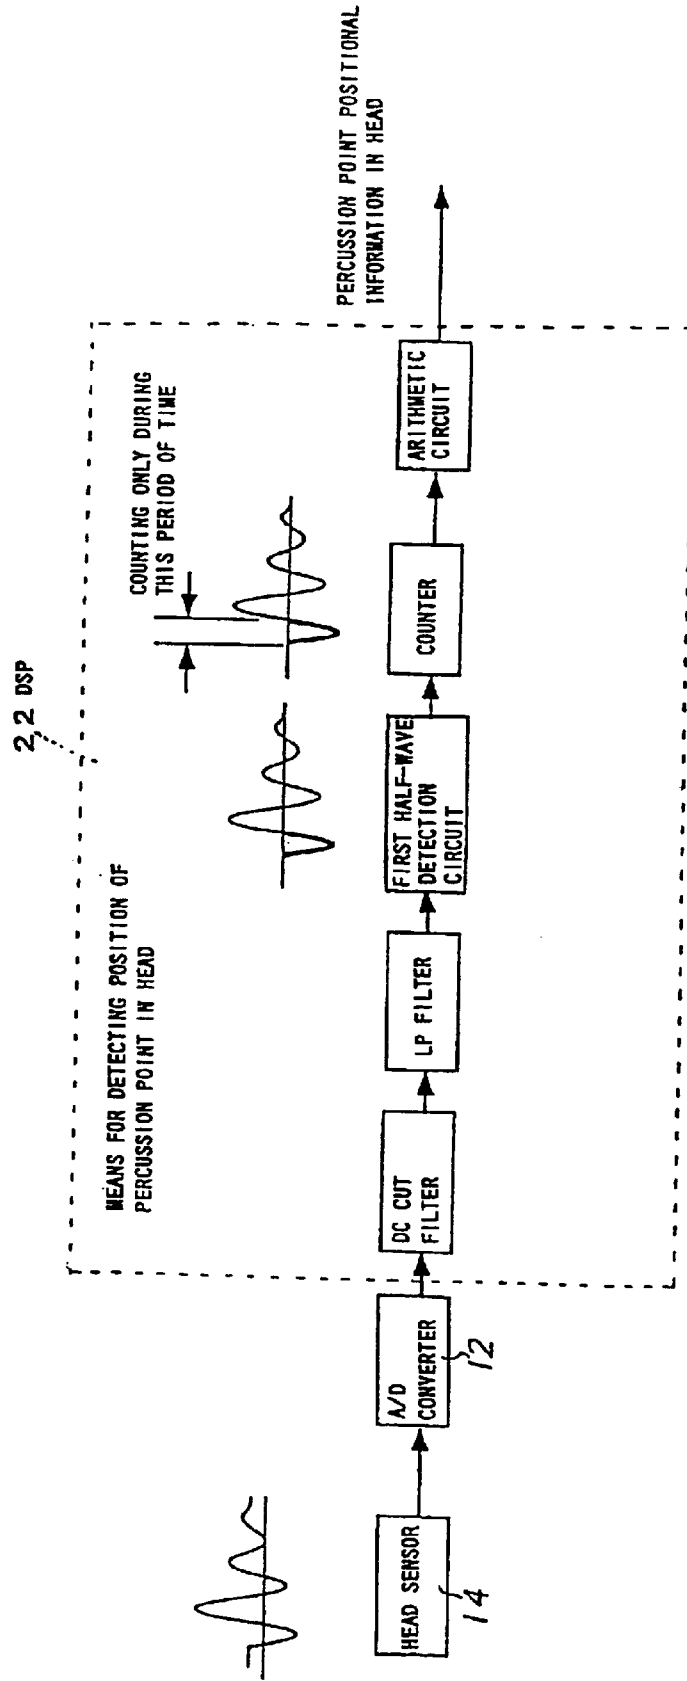 22 DSP
MEANS FOR DETECTING POSITION OF
PERCUSSION POINT IN HEAD
COUNTING ONLY DURING
THIS PERIOD OF TIME
PERCUSSION POINT POSITIONAL
INFORMATION IN HEAD
HEAD SENSOR
14
A/D
CONVERTER
12
DC CUT
FILTER
LP FILTER
FIRST HALF-WAVE
DETECTION
CIRCUIT
COUNTER
ARITHMETIC
CIRCUIT